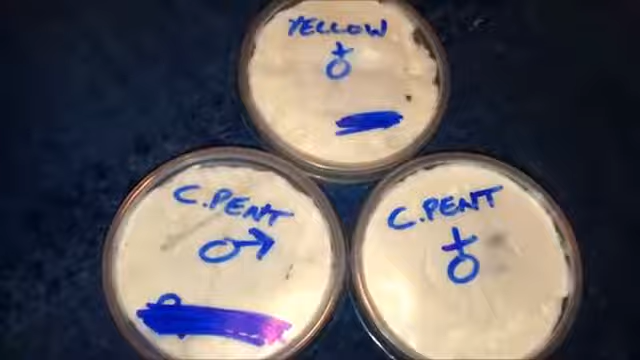 YELLOW
♀
C.PENT
♂
C.PENT
♀